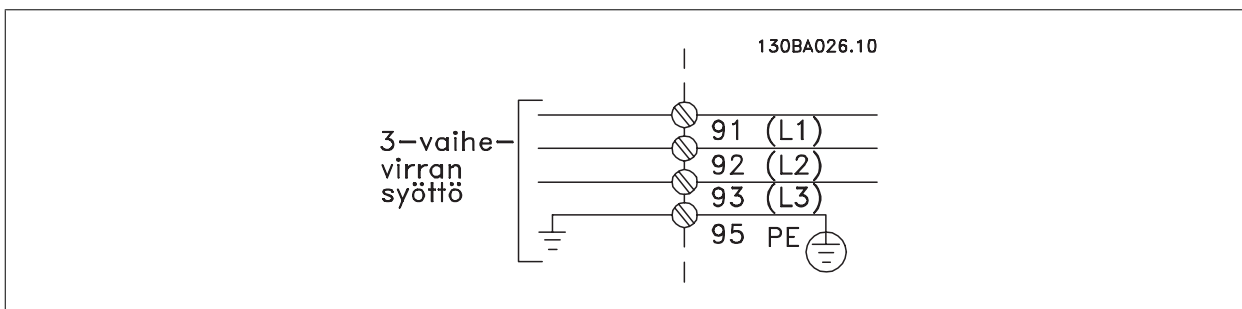 130BA026.10
3-vaihe-
virran
syöttö
91 (L1)
92 (L2)
93 (L3)
95 PE